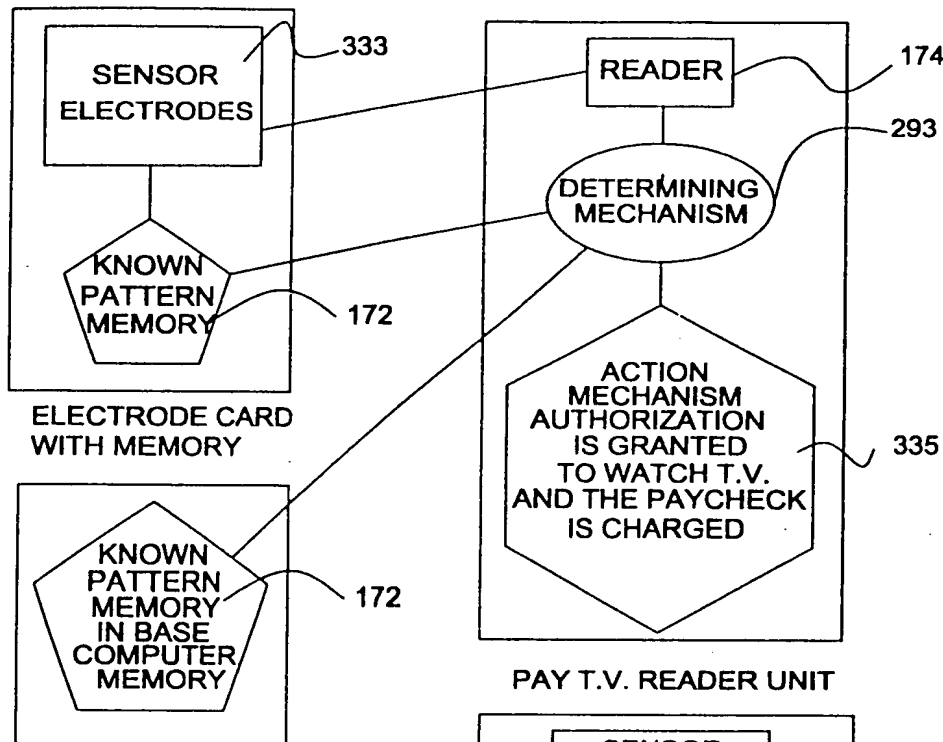 SENSOR
ELECTRODES
333
KNOWN
PATTERN
MEMORY
172
ELECTRODE CARD
WITH MEMORY
KNOWN
PATTERN
MEMORY
IN BASE
COMPUTER
MEMORY
172
READER
174
DETERMINING
MECHANISM
293
ACTION
MECHANISM
AUTHORIZATION
IS GRANTED
TO WATCH T.V.
AND THE PAYCHECK
IS CHARGED
335
PAY T.V. READER UNIT
SENSOR